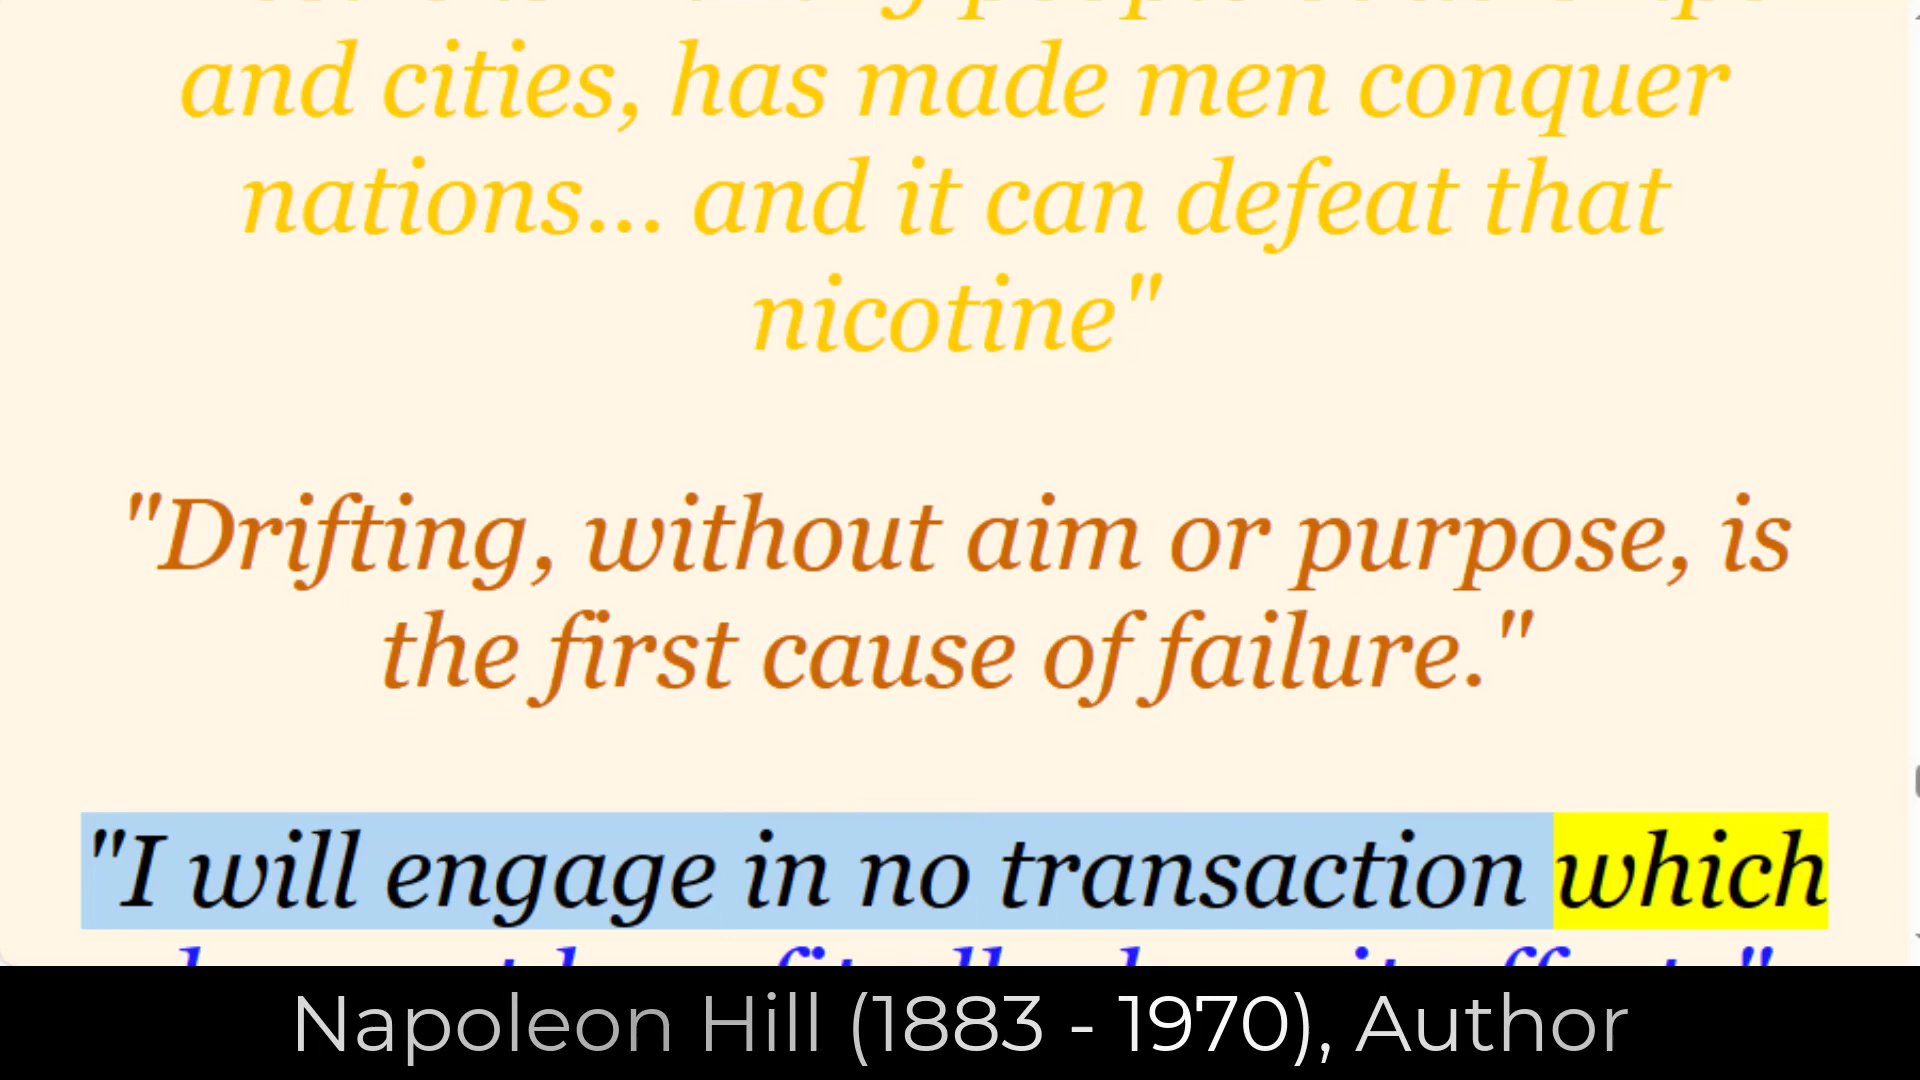 and cities, has made men conquer
nations... and it can defeat that
nicotine"
"Drifting, without aim or purpose, is
the first cause of failure."
"I will engage in no transaction which
Napoleon Hill (1883 - 1970), Author